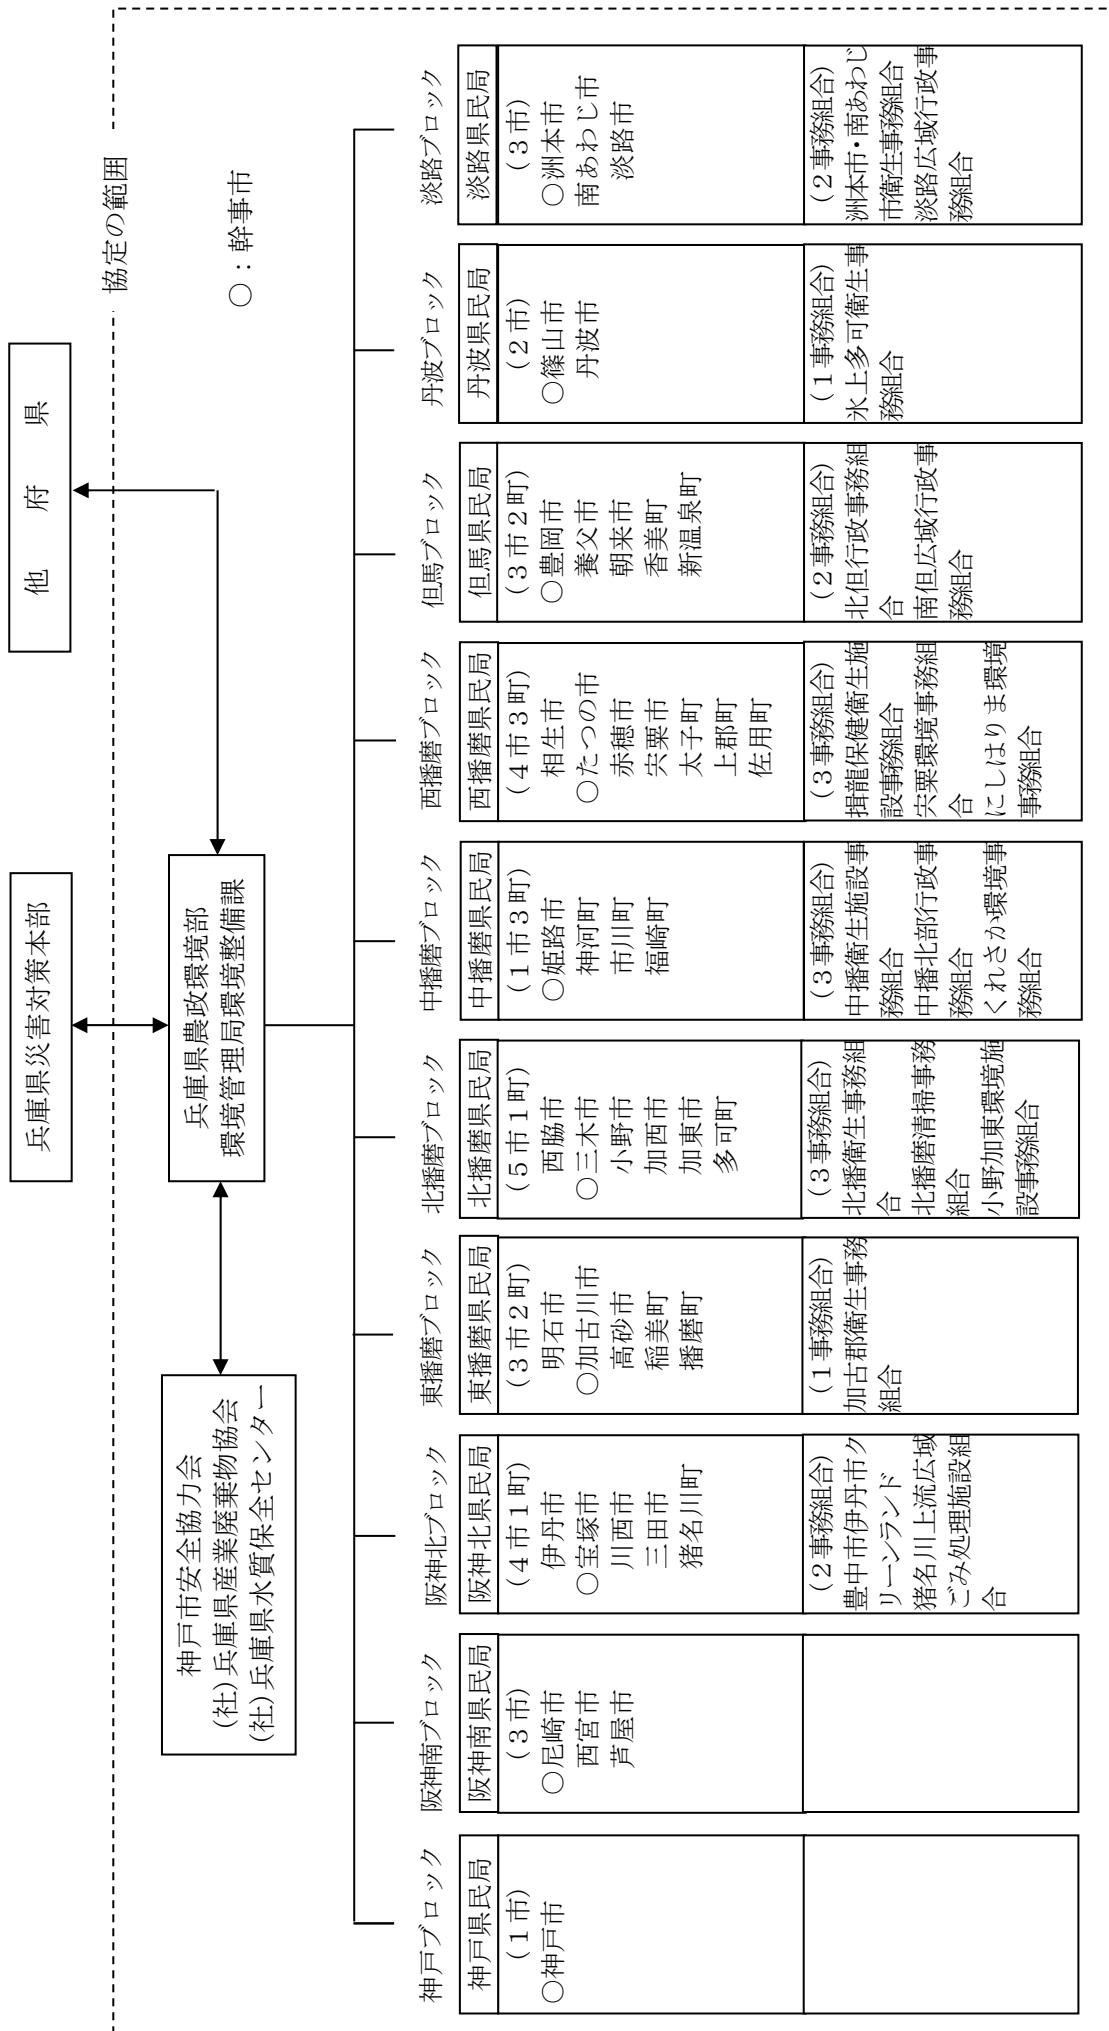 兵庫県災害対策本部
他 府 県
協定の範囲
神戸市安全協力会
(社)兵庫県産業廃棄物協会
(社)兵庫県水質保全センター
兵庫県農政環境部
環境管理局環境整備課
○：幹事市
神戸ブロック
神戸県民局
(１市)
○神戸市
阪神南ブロック
阪神南県民局
(３市)
○尼崎市
西宮市
芦屋市
阪神北ブロック
阪神北県民局
(４市１町)
伊丹市
○宝塚市
川西市
三田市
猪名川町
(２事務組合)
豊中市伊丹市ク
リーンランド
猪名川上流広域
ごみ処理施設組
合
東播磨ブロック
東播磨県民局
(３市２町)
明石市
○加古川市
高砂市
稲美町
播磨町
(１事務組合)
加古郡衛生事務
組合
北播磨ブロック
北播磨県民局
(５市１町)
西脇市
○三木市
小野市
加西市
加東市
多可町
(３事務組合)
北播衛生事務組
合
北播磨清掃事務
組合
小野加東環境施
設事務組合
中播磨ブロック
中播磨県民局
(１市３町)
○姫路市
神河町
市川町
福崎町
(３事務組合)
中播衛生施設事
務組合
中播北部行政事
務組合
くれさか環境事
務組合
西播磨ブロック
西播磨県民局
(４市３町)
相生市
○たつの市
赤穂市
宍粟市
太子町
上郡町
佐用町
(３事務組合)
揖龍保健衛生施
設事務組合
宍粟環境事務組
合
にしはりま環境
事務組合
但馬ブロック
但馬県民局
(３市２町)
○豊岡市
養父市
朝来市
香美町
新温泉町
(２事務組合)
北但行政事務組
合
南但広域行政事
務組合
丹波ブロック
丹波県民局
(２市)
○篠山市
丹波市
(１事務組合)
氷上多可衛生事
務組合
淡路ブロック
淡路県民局
(３市)
○洲本市
南あわじ市
淡路市
(２事務組合)
洲本市・南あわじ
市衛生事務組合
淡路広域行政事
務組合